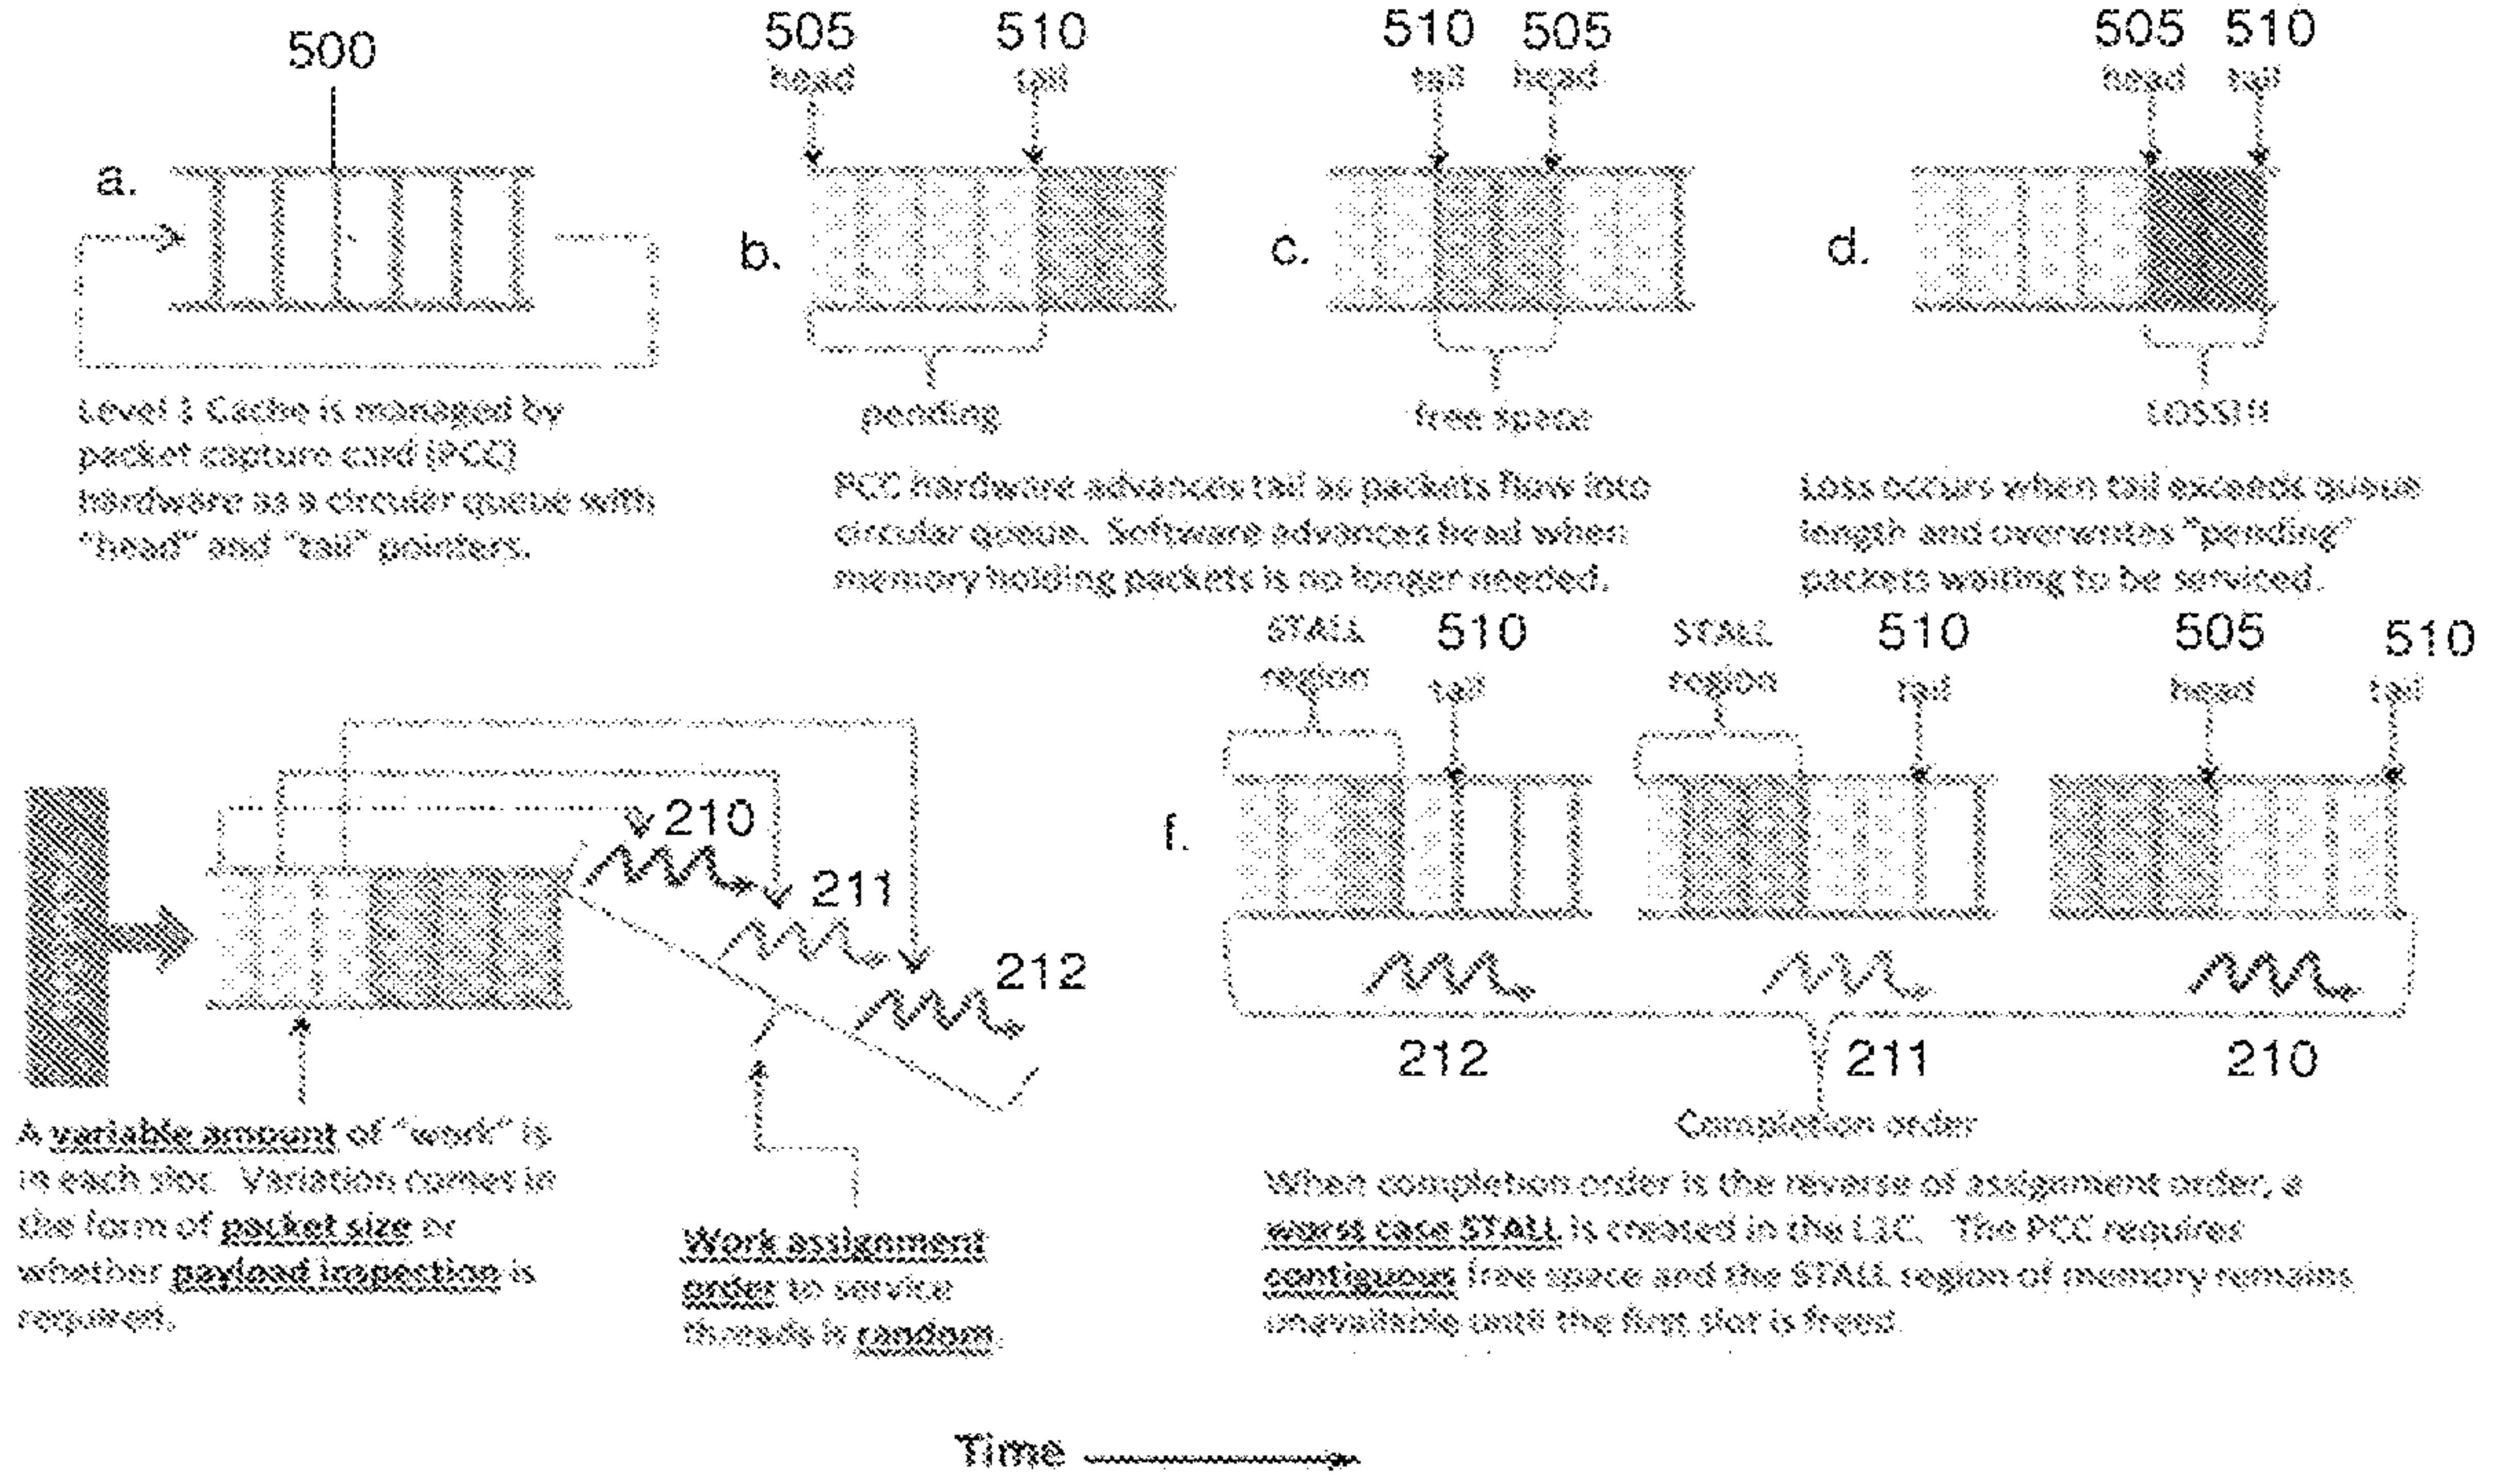 500
a.
Level 1 Cache is managed by
packet capture card (PCC)
hardware as a circular queue with
"head" and "tail" pointers.
505 510
head tail
b.
pending
510 505
tail head
c.
free space
PCC hardware advances tail as packets flow into
circular queue. Software advances head when
memory holding packets is no longer needed.
505 510
head tail
d.
LOSS!!!
Loss occurs when tail exceeds queue
length and overwrites "pending"
packets waiting to be serviced.
210
211
212
A variable amount of "work" is
in each slot. Variation comes in
the form of packet size or
whether payload inspection is
required.
Work assignment
order to service
threads is random.
f.
STALL 510 STALL 510 505 510
region tail region tail head tail
212 211 210
Completion order
When completion order is the reverse of assignment order, a
worst case STALL is created in the L1C. The PCC requires
contiguous free space and the STALL region of memory remains
unavailable until the first slot is freed.
Time